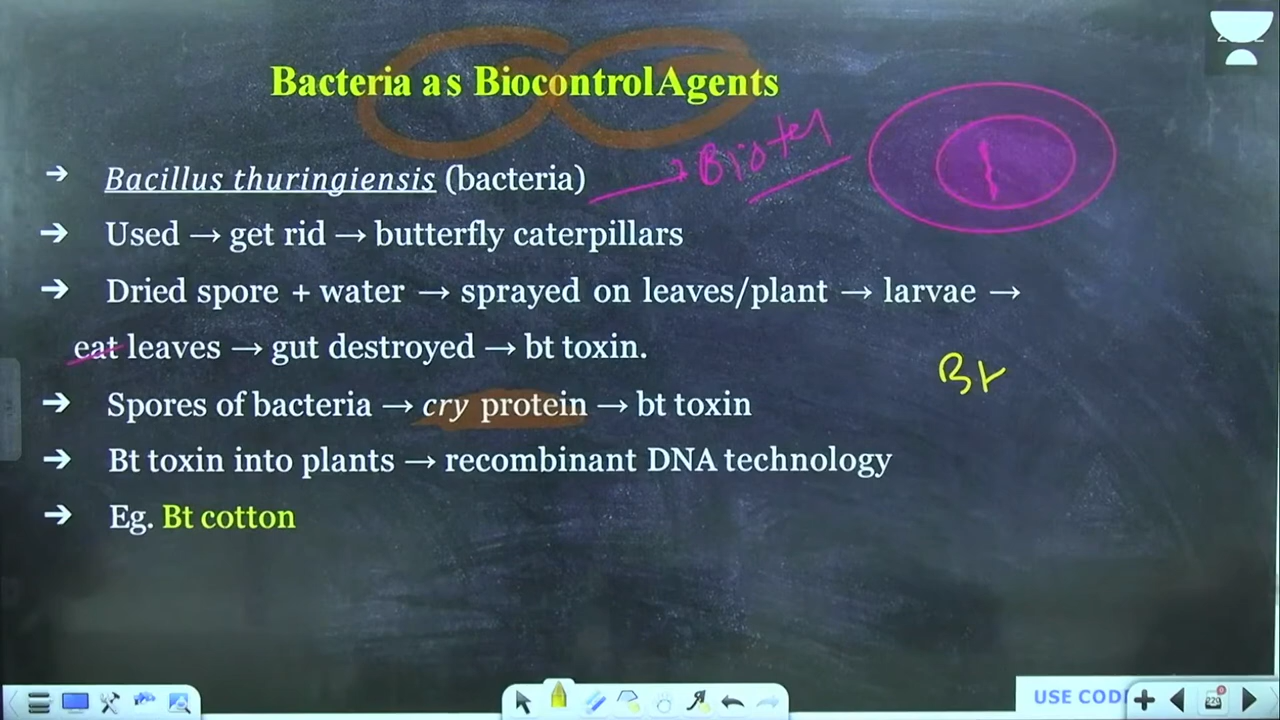 Bacteria as Biocontrol Agents
→ Bacillus thuringiensis (bacteria)
→ Used → get rid → butterfly caterpillars
→ Dried spore + water → sprayed on leaves/plant → larvae →
eat leaves → gut destroyed → bt toxin.
Bt
→ Spores of bacteria → cry protein → bt toxin
→ Bt toxin into plants → recombinant DNA technology
→ Eg. Bt cotton
USE COD